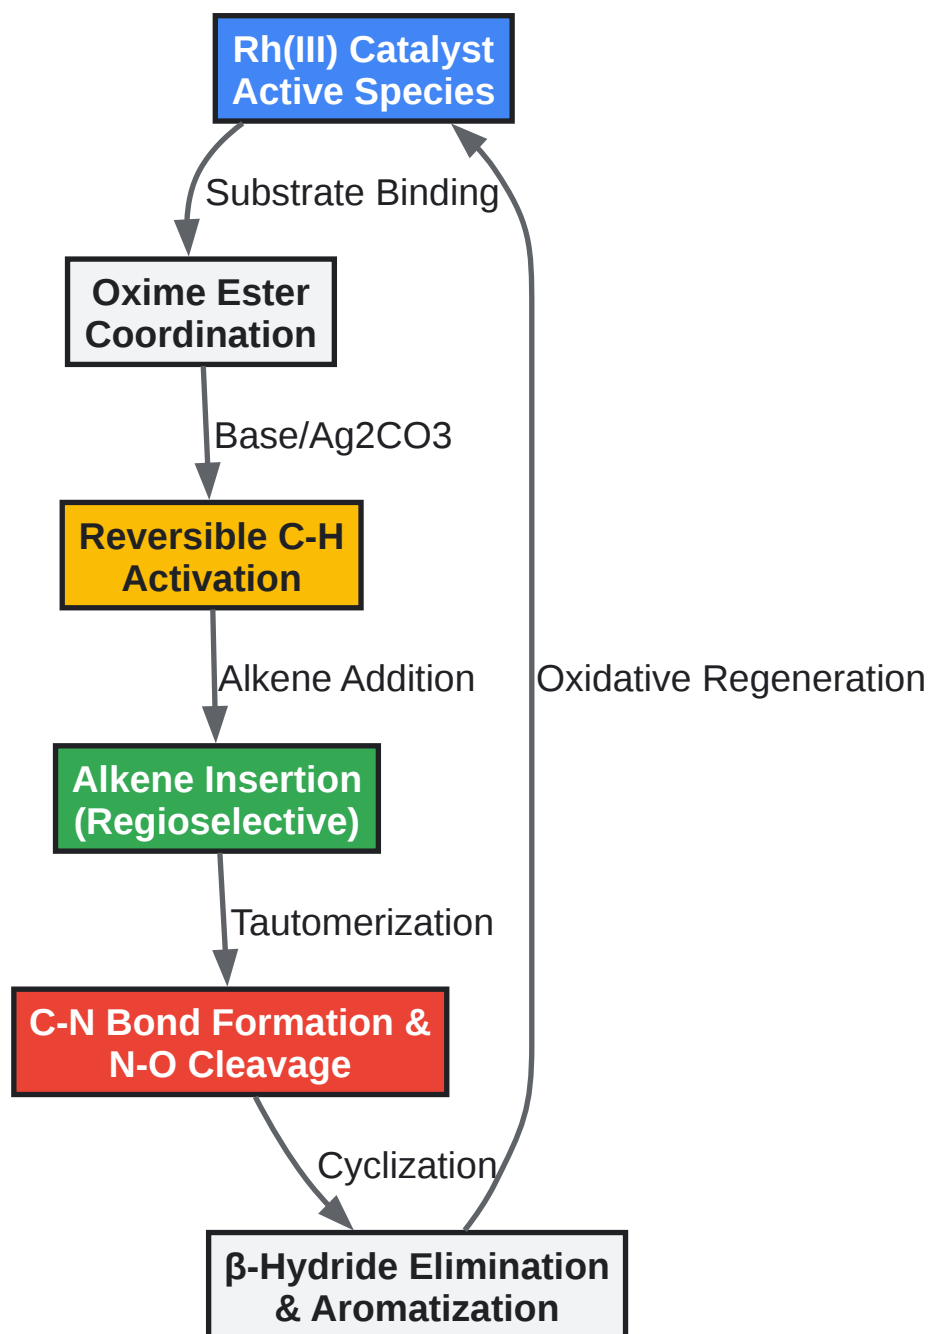 Rh(III) Catalyst
Active Species
Substrate Binding
Oxime Ester
Coordination
Base/Ag2CO3
Reversible C-H
Activation
Alkene Addition
Oxidative Regeneration
Alkene Insertion
(Regioselective)
Tautomerization
C-N Bond Formation &
N-O Cleavage
Cyclization
β-Hydride Elimination
& Aromatization